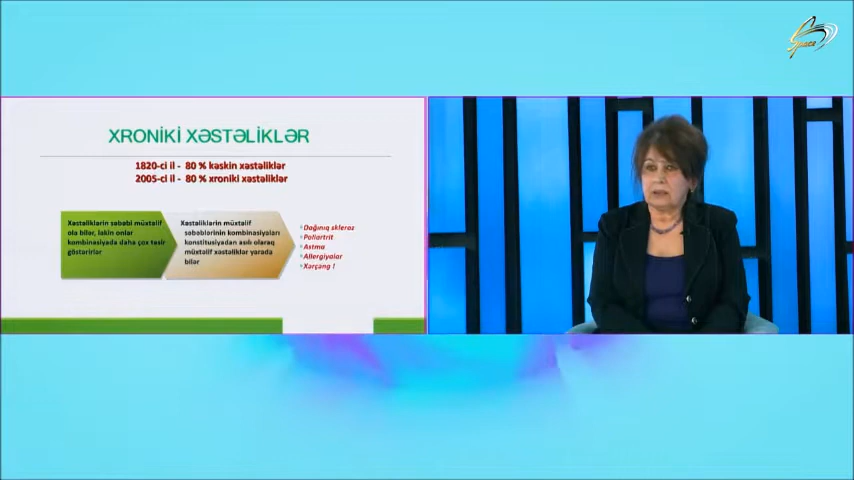 Space
XRONİKİ XƏSTƏLİKLƏR
1820-ci il - 80 % kəskin xəstəliklər
2005-ci il - 80 % xroniki xəstəliklər
Xəstəliklərin səbəbi müxtəlif
ola bilər, lakin onlar
kombinasiyada daha çox təsir
göstərirlər
Xəstəliklərin müxtəlif
səbəblərinin kombinasiyaları
konstitusiyadan asılı olaraq
müxtəlif xəstəliklər yarada
bilər
Dağınıq skleroz
Poliartrit
Astma
Allergiyalar
Xərçəng !